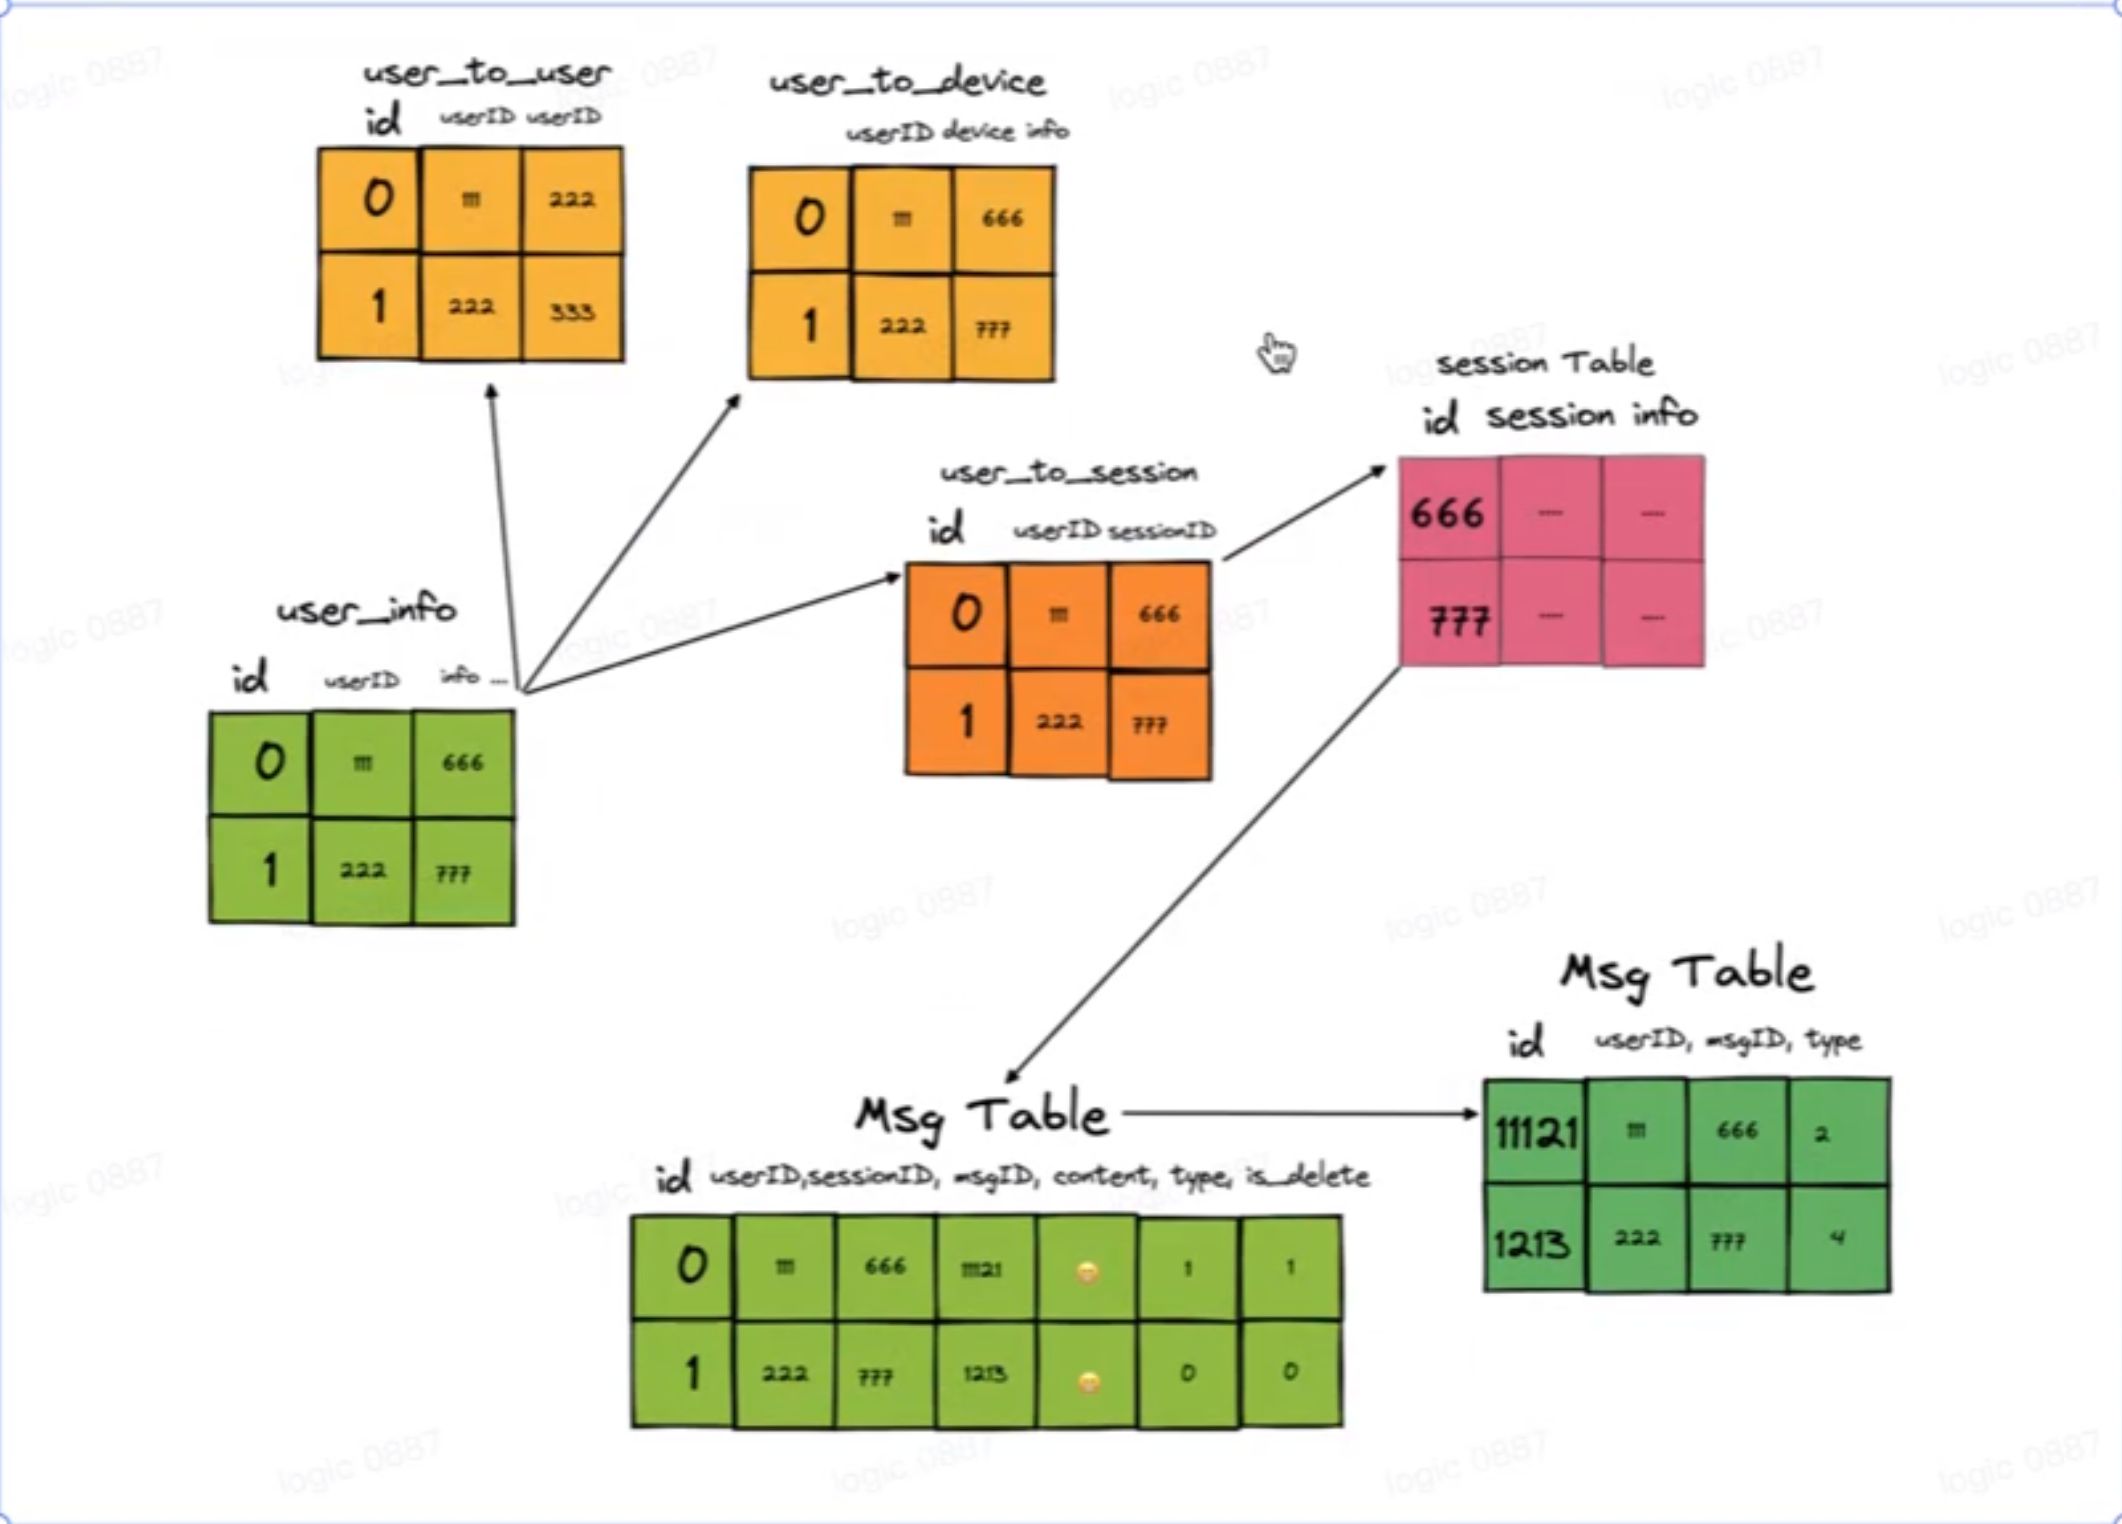 user_to_user
id userID userID
0 111 222
1 222 333
user_to_device
userID device info
0 111 666
1 222 777
session Table
id session info
666 ---- ----
777 ---- ----
user_to_session
id userID sessionID
0 111 666
1 222 777
user_info
id userID info ...
0 111 666
1 222 777
Msg Table
id userID, msgID, type
11121 111 666 2
1213 222 777 4
Msg Table
id userID,sessionID, msgID, content, type, is_delete
0 111 666 11121 😁 1 1
1 222 777 1213 😁 0 0
logic 0887